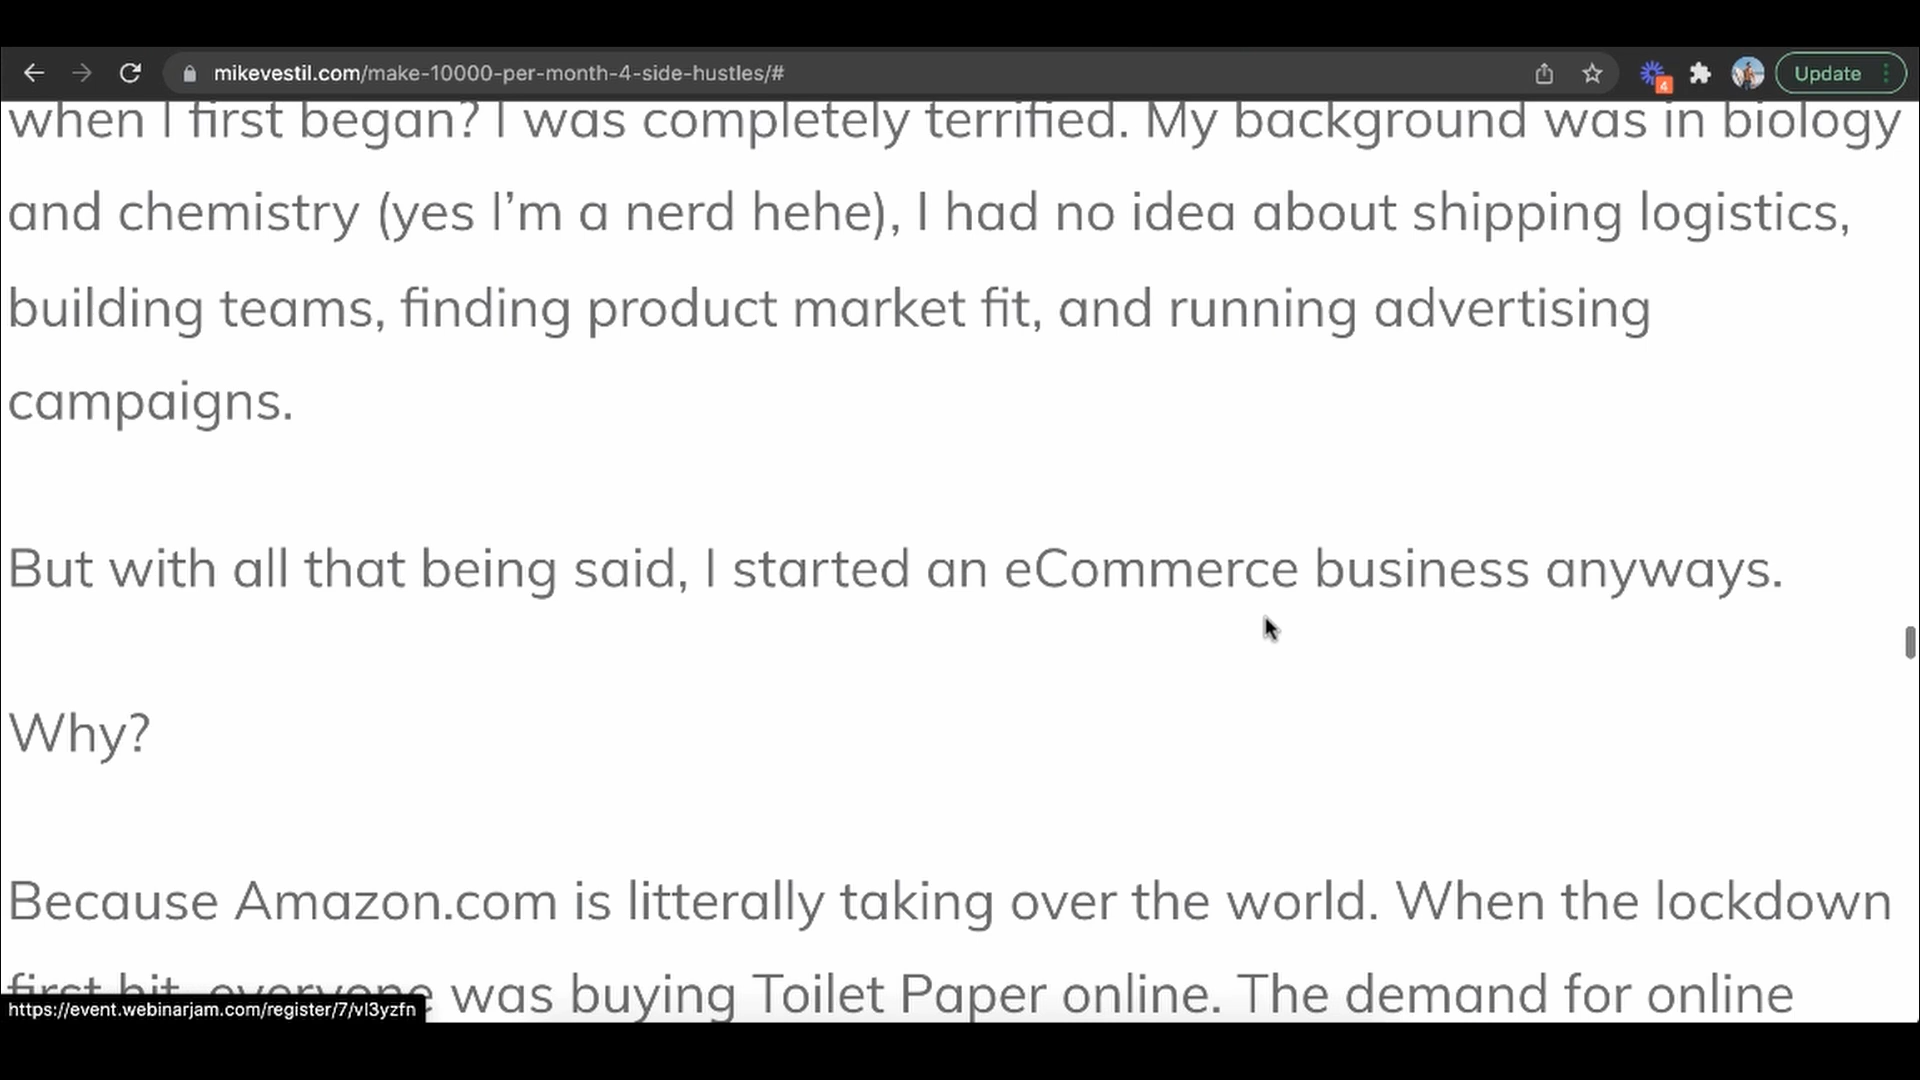 mikevestil.com/make-10000-per-month-4-side-hustles/#
4
Update
when I first began? I was completely terrified. My background was in biology
and chemistry (yes I’m a nerd hehe), I had no idea about shipping logistics,
building teams, finding product market fit, and running advertising
campaigns.
But with all that being said, I started an eCommerce business anyways.
Why?
Because Amazon.com is litterally taking over the world. When the lockdown
first hit, everyone was buying Toilet Paper online. The demand for online
https://event.webinarjam.com/register/7/vl3yzfn